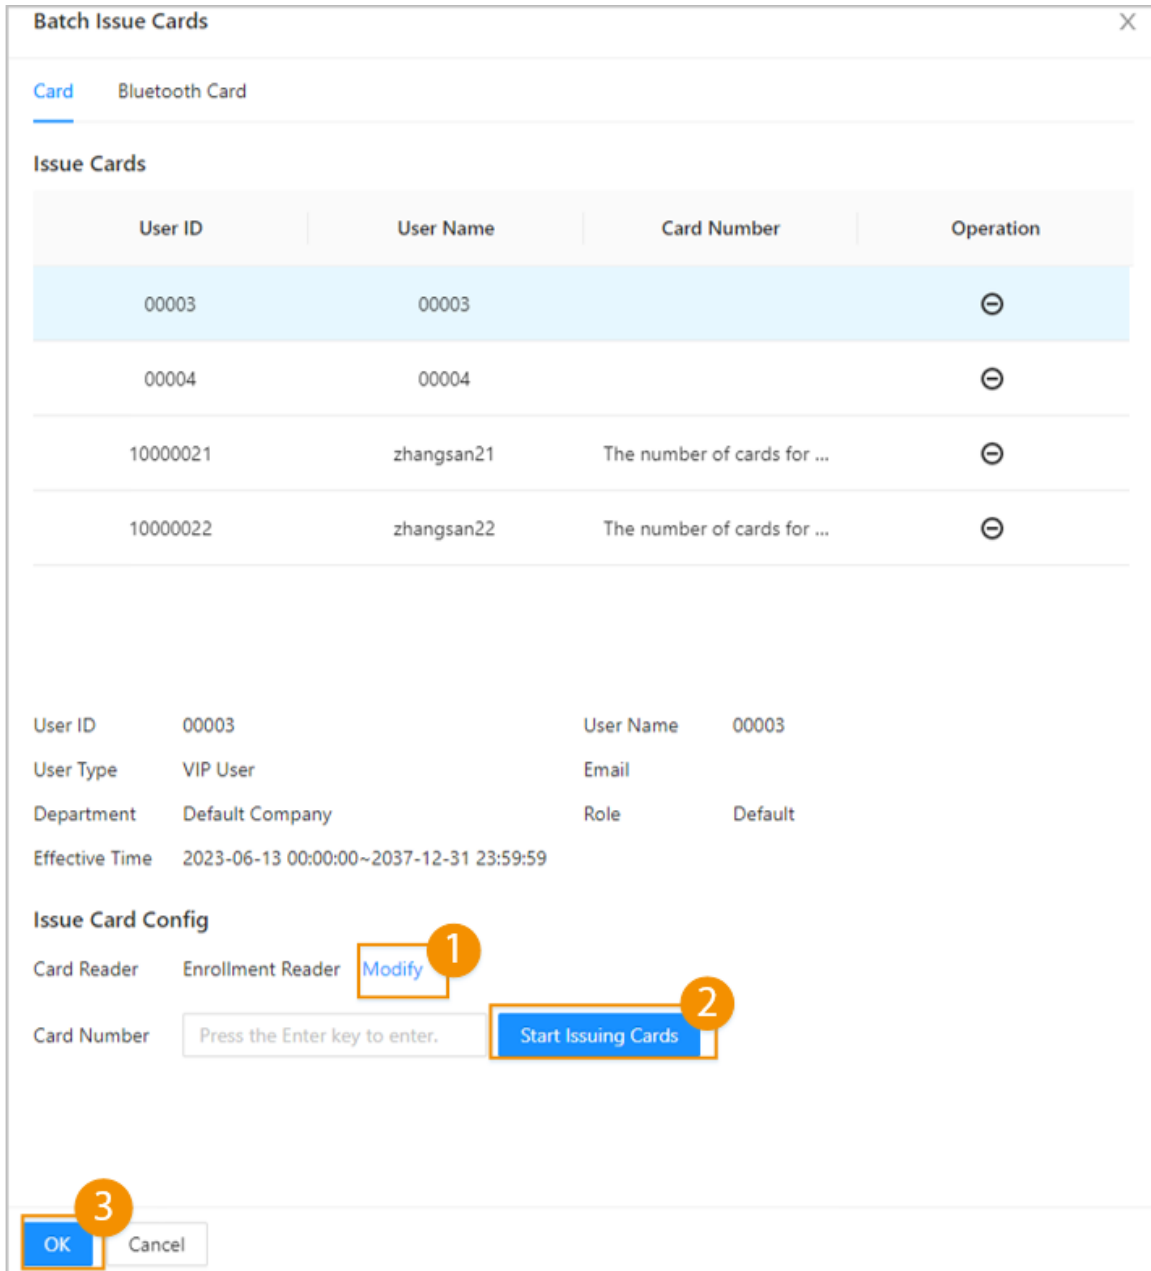 Batch Issue Cards X
Card Bluetooth Card
Issue Cards
User ID User Name Card Number Operation
00003 00003
00004 00004
10000021 zhangsan21 The number of cards for ...
10000022 zhangsan22 The number of cards for ...
User ID 00003 User Name 00003
User Type VIP User Email
Department Default Company Role Default
Effective Time 2023-06-13 00:00:00~2037-12-31 23:59:59
Issue Card Config
1
Card Reader Enrollment Reader Modify
2
Card Number Press the Enter key to enter. Start Issuing Cards
3
OK Cancel